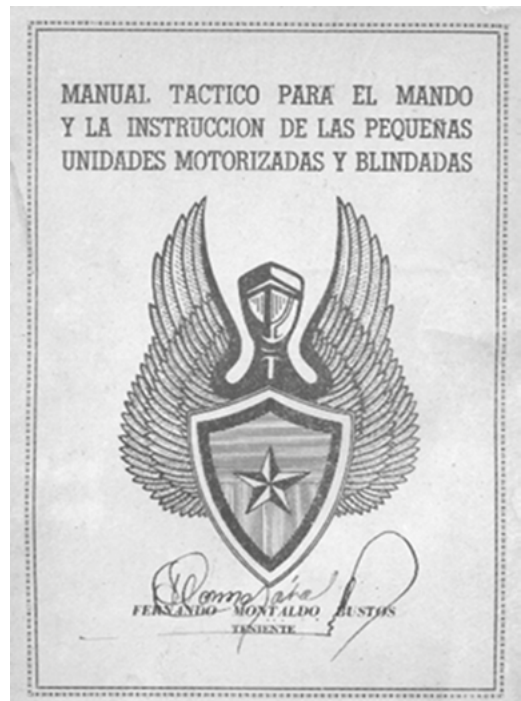 MANUAL TACTICO PARA EL MANDO
Y LA INSTRUCCION DE LAS PEQUEÑAS
UNIDADES MOTORIZADAS Y BLINDADAS
T
FERNANDO MONTALDO BUSTOS
TENIENTE